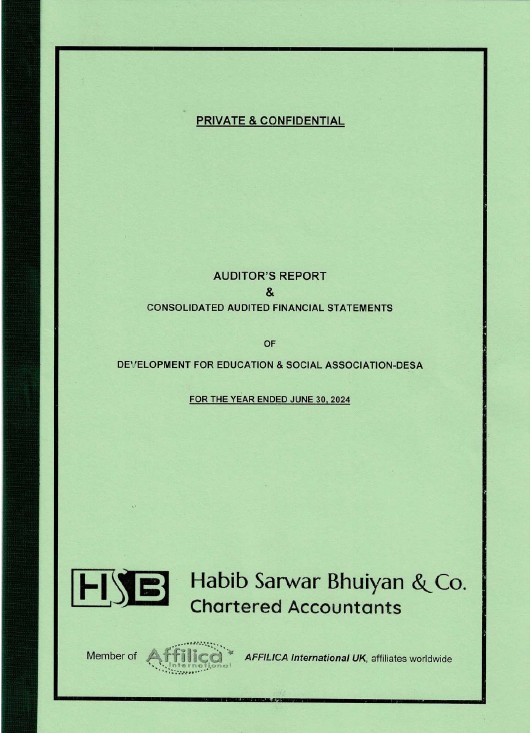 PRIVATE & CONFIDENTIAL
AUDITOR'S REPORT
&
CONSOLIDATED AUDITED FINANCIAL STATEMENTS
OF
DEVELOPMENT FOR EDUCATION & SOCIAL ASSOCIATION-DESA
FOR THE YEAR ENDED JUNE 30, 2024
HSB Habib Sarwar Bhuiyan & Co.
Chartered Accountants
Member of Affilica International AFFILICA International UK, affiliates worldwide